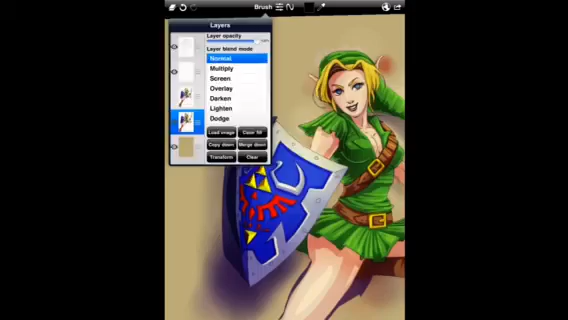 Brush
Layers
Layer opacity
Layer blend mode
Normal
Multiply
Screen
Overlay
Darken
Lighten
Dodge
Load image
Color fill
Copy down
Merge down
Transform
Clear